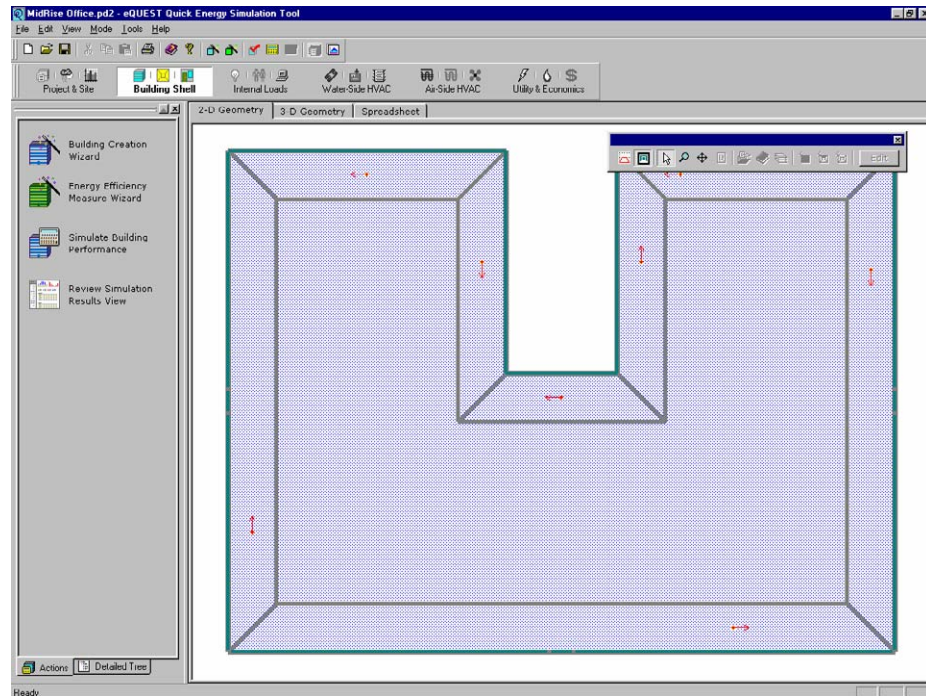 MidRise Office.pd2 - eQUEST Quick Energy Simulation Tool
File Edit View Mode Tools Help
Project & Site Building Shell Internal Loads Water-Side HVAC Air-Side HVAC Utility & Economics
2-D Geometry 3-D Geometry Spreadsheet
Building Creation
Wizard
Energy Efficiency
Measure Wizard
Simulate Building
Performance
Review Simulation
Results View
Edit
Actions Detailed Tree
Ready